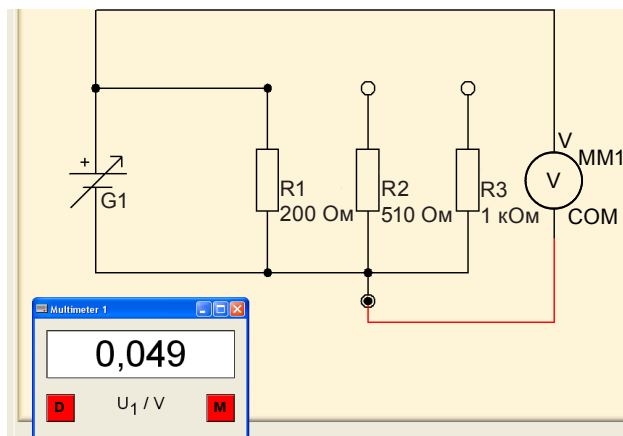 V
MM1
+
V
G1
R1
R2
R3
200 Ом
510 Ом
1 кОм
COM
Multimeter 1
0,049
D
U1 / V
M